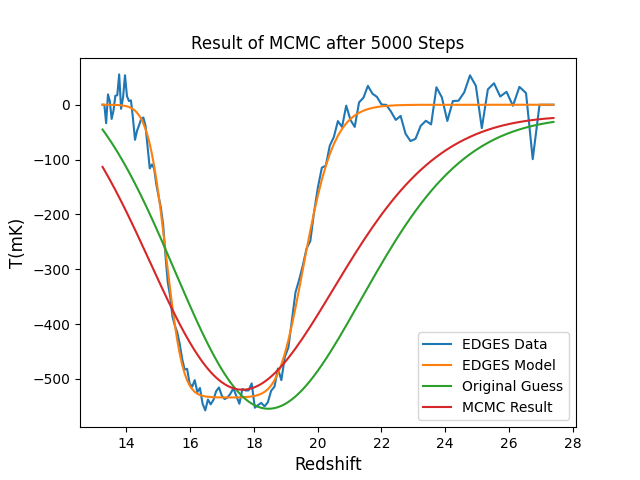 Result of MCMC after 5000 Steps
T(mK)
0
−100
−200
−300
−400
−500
14 16 18 20 22 24 26 28
Redshift
EDGES Data
EDGES Model
Original Guess
MCMC Result